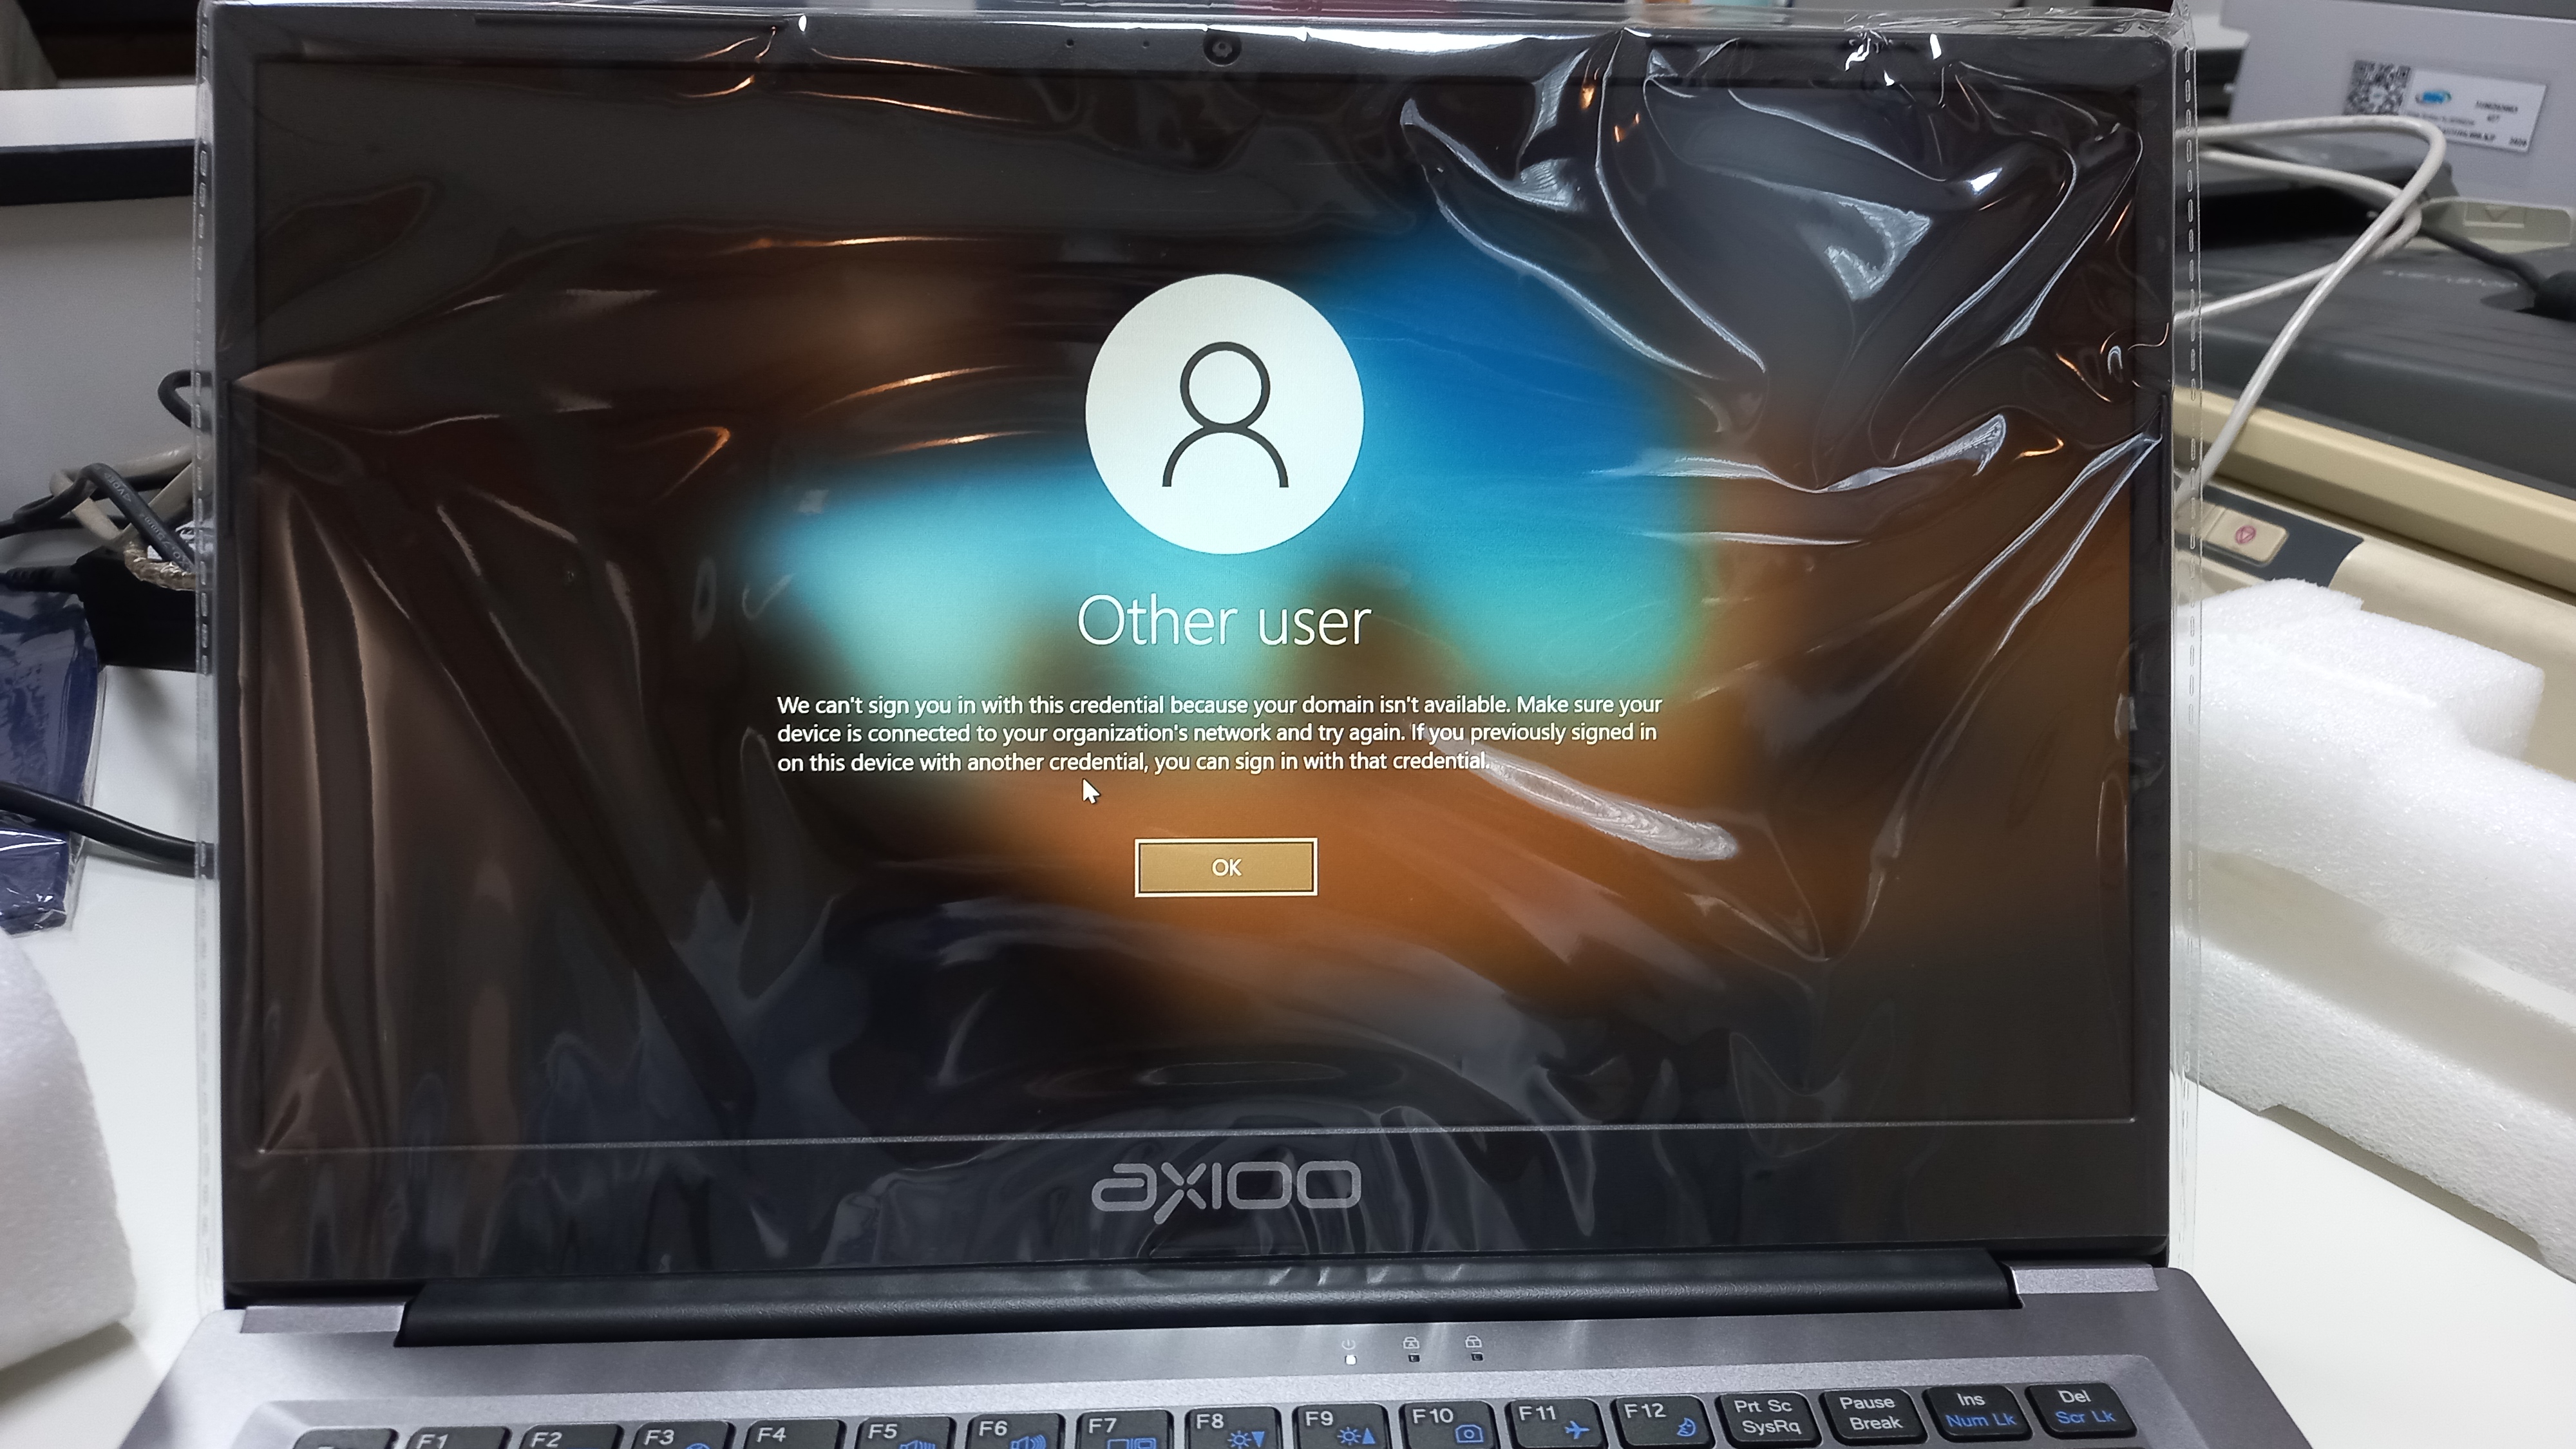 Other user
We can't sign you in with this credential because your domain isn't available. Make sure your
device is connected to your organization's network and try again. If you previously signed in
on this device with another credential, you can sign in with that credential.
OK
axioo
F1
F2
F3
F4
F5
F6
F7
F8
F9
F10
F11
F12
Prt Sc
SysRq
Pause
Break
Ins
Num Lk
Del
Scr Lk